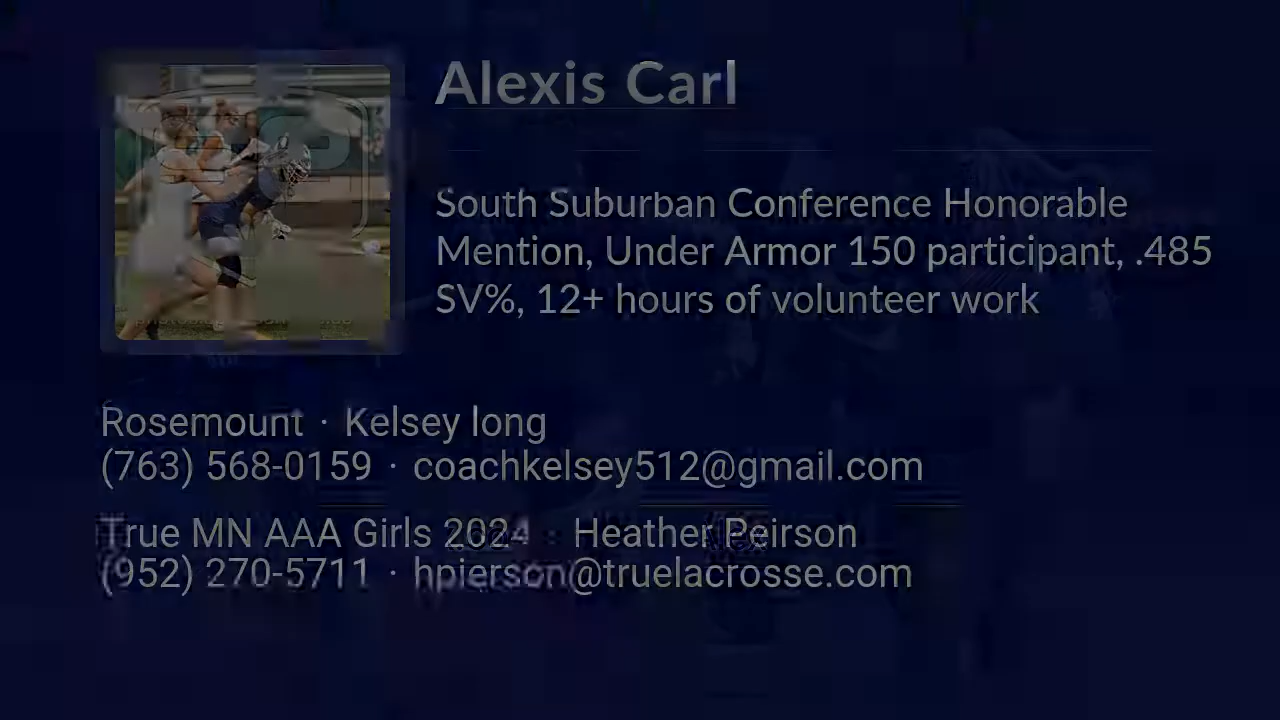 Alexis Carl
South Suburban Conference Honorable
Mention, Under Armor 150 participant, .485
SV%, 12+ hours of volunteer work
Rosemount · Kelsey long
(763) 568-0159 · coachkelsey512@gmail.com
True MN AAA Girls 2024 · Heather Peirson
(952) 270-5711 · hpierson@truelacrosse.com